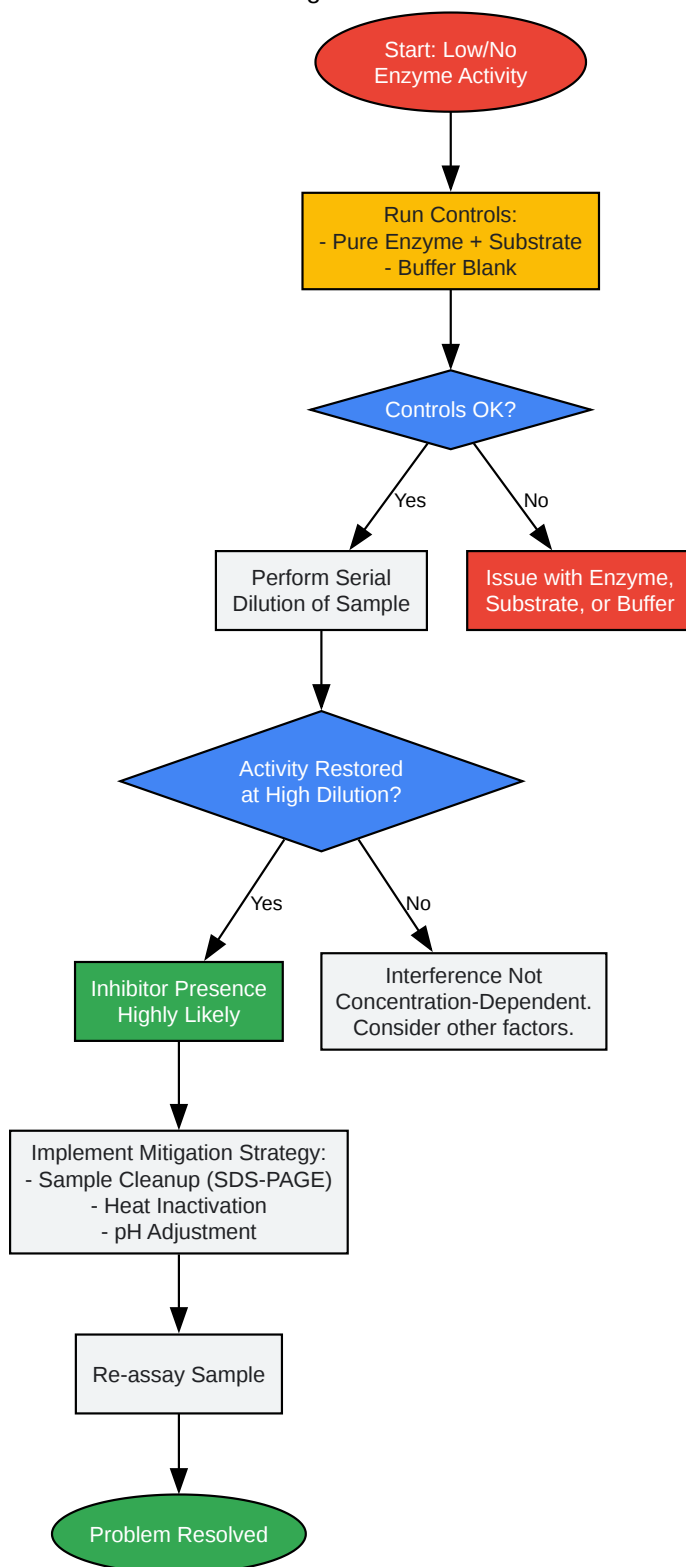 Start: Low/No
Enzyme Activity
Run Controls:
- Pure Enzyme + Substrate
- Buffer Blank
Controls OK?
Yes
No
Perform Serial
Dilution of Sample
Issue with Enzyme,
Substrate, or Buffer
Activity Restored
at High Dilution?
Yes
No
Inhibitor Presence
Highly Likely
Interference Not
Concentration-Dependent.
Consider other factors.
Implement Mitigation Strategy:
- Sample Cleanup (SDS-PAGE)
- Heat Inactivation
- pH Adjustment
Re-assay Sample
Problem Resolved